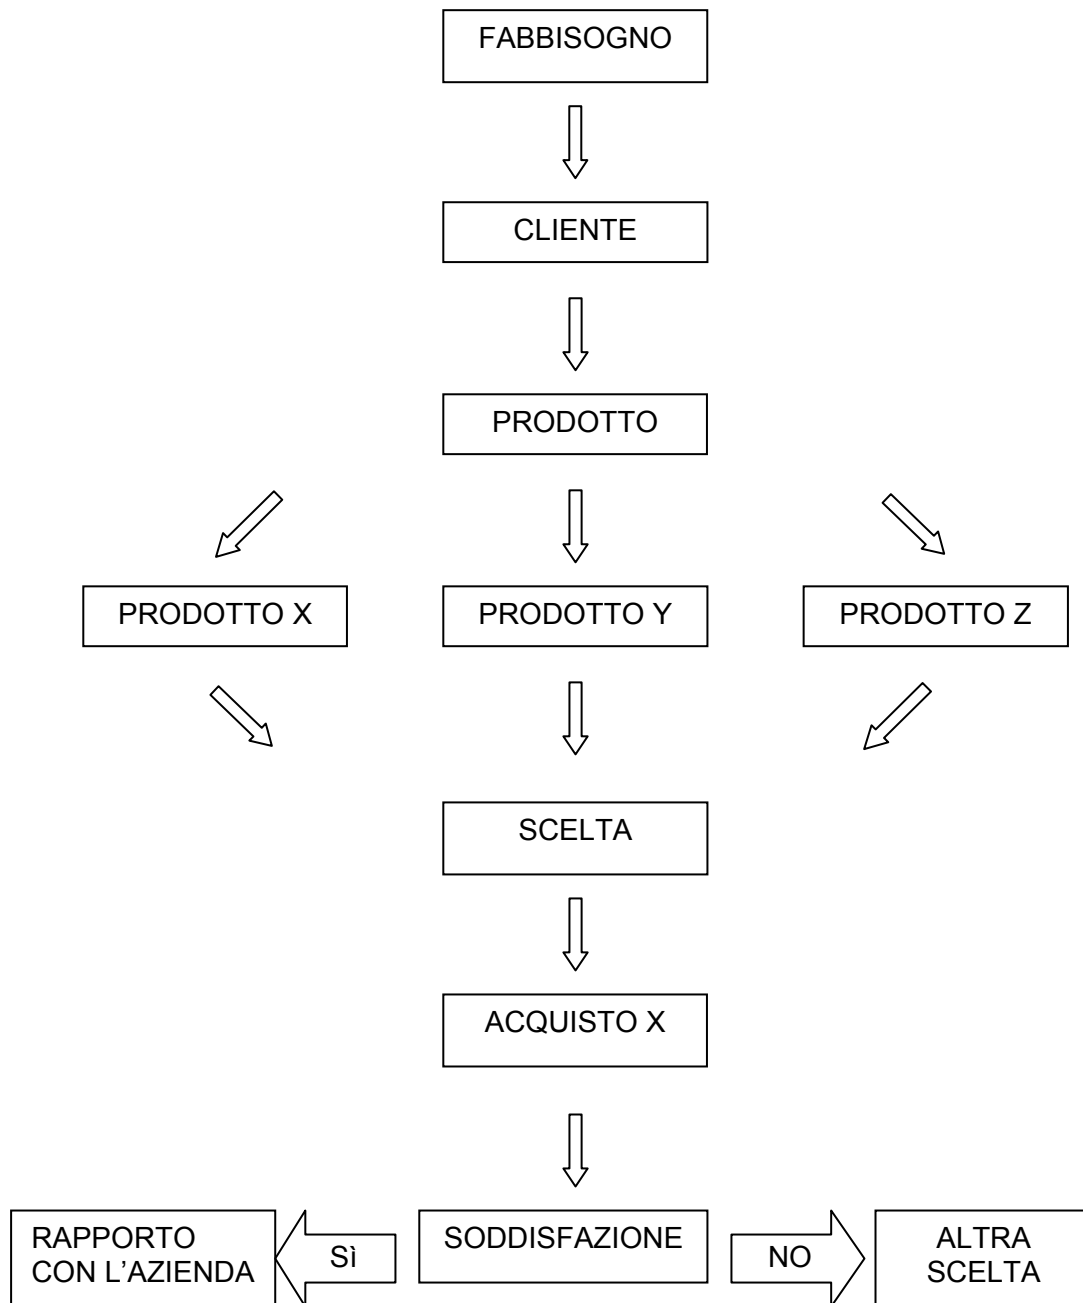 FABBISOGNO
CLIENTE
PRODOTTO
PRODOTTO X
PRODOTTO Y
PRODOTTO Z
SCELTA
ACQUISTO X
RAPPORTO
CON L’AZIENDA
Sì
SODDISFAZIONE
NO
ALTRA
SCELTA